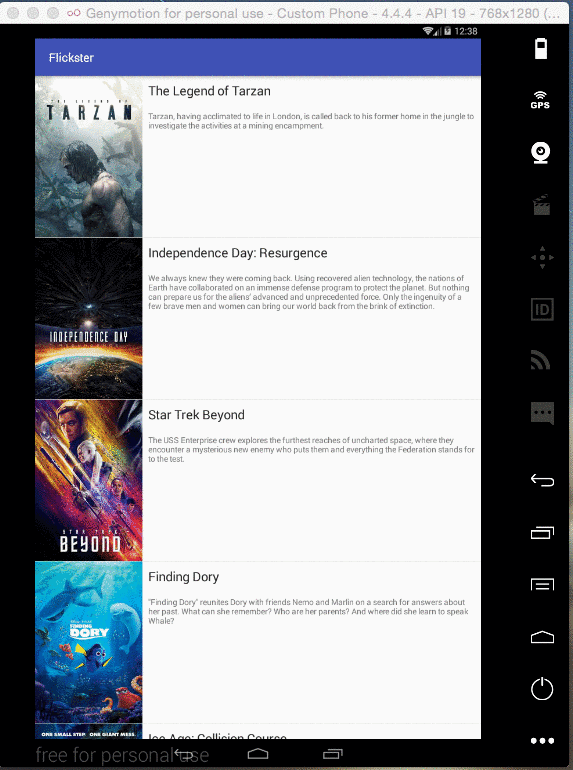 Genymotion for personal use - Custom Phone - 4.4.4 - API 19 - 768x1280 (...
12:38
Flickster
GPS
THE LEGEND OF
TARZAN
The Legend of Tarzan
Tarzan, having acclimated to life in London, is called back to his former home in the jungle to
investigate the activities at a mining encampment.
INDEPENDENCE DAY
RESURGENCE
Independence Day: Resurgence
We always knew they were coming back. Using recovered alien technology, the nations of
Earth have collaborated on an immense defense program to protect the planet. But nothing
can prepare us for the aliens' advanced and unprecedented force. Only the ingenuity of a
few brave men and women can bring our world back from the brink of extinction.
ID
STAR TREK
BEYOND
Star Trek Beyond
The USS Enterprise crew explores the furthest reaches of uncharted space, where they
encounter a mysterious new enemy who puts them and everything the Federation stands for
to the test.
FINDING
DORY
Finding Dory
"Finding Dory" reunites Dory with friends Nemo and Marlin on a search for answers about
her past. What can she remember? Who are her parents? And where did she learn to speak
Whale?
ONE SMALL STEP. ONE GIANT MESS.
Ice Age: Collision Course
free for personal use